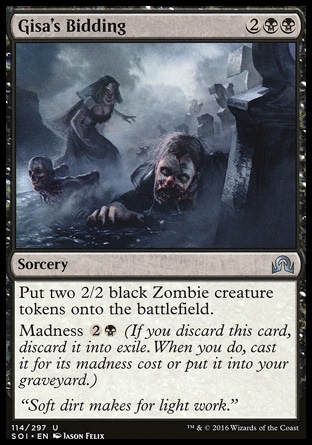 Gisa's Bidding 2
Sorcery
Put two 2/2 black Zombie creature
tokens onto the battlefield.
Madness 2 (If you discard this card,
discard it into exile. When you do, cast
it for its madness cost or put it into your
graveyard.)
"Soft dirt makes for light work."
114/297 U
SOI • EN Jason Felix
™ & © 2016 Wizards of the Coast